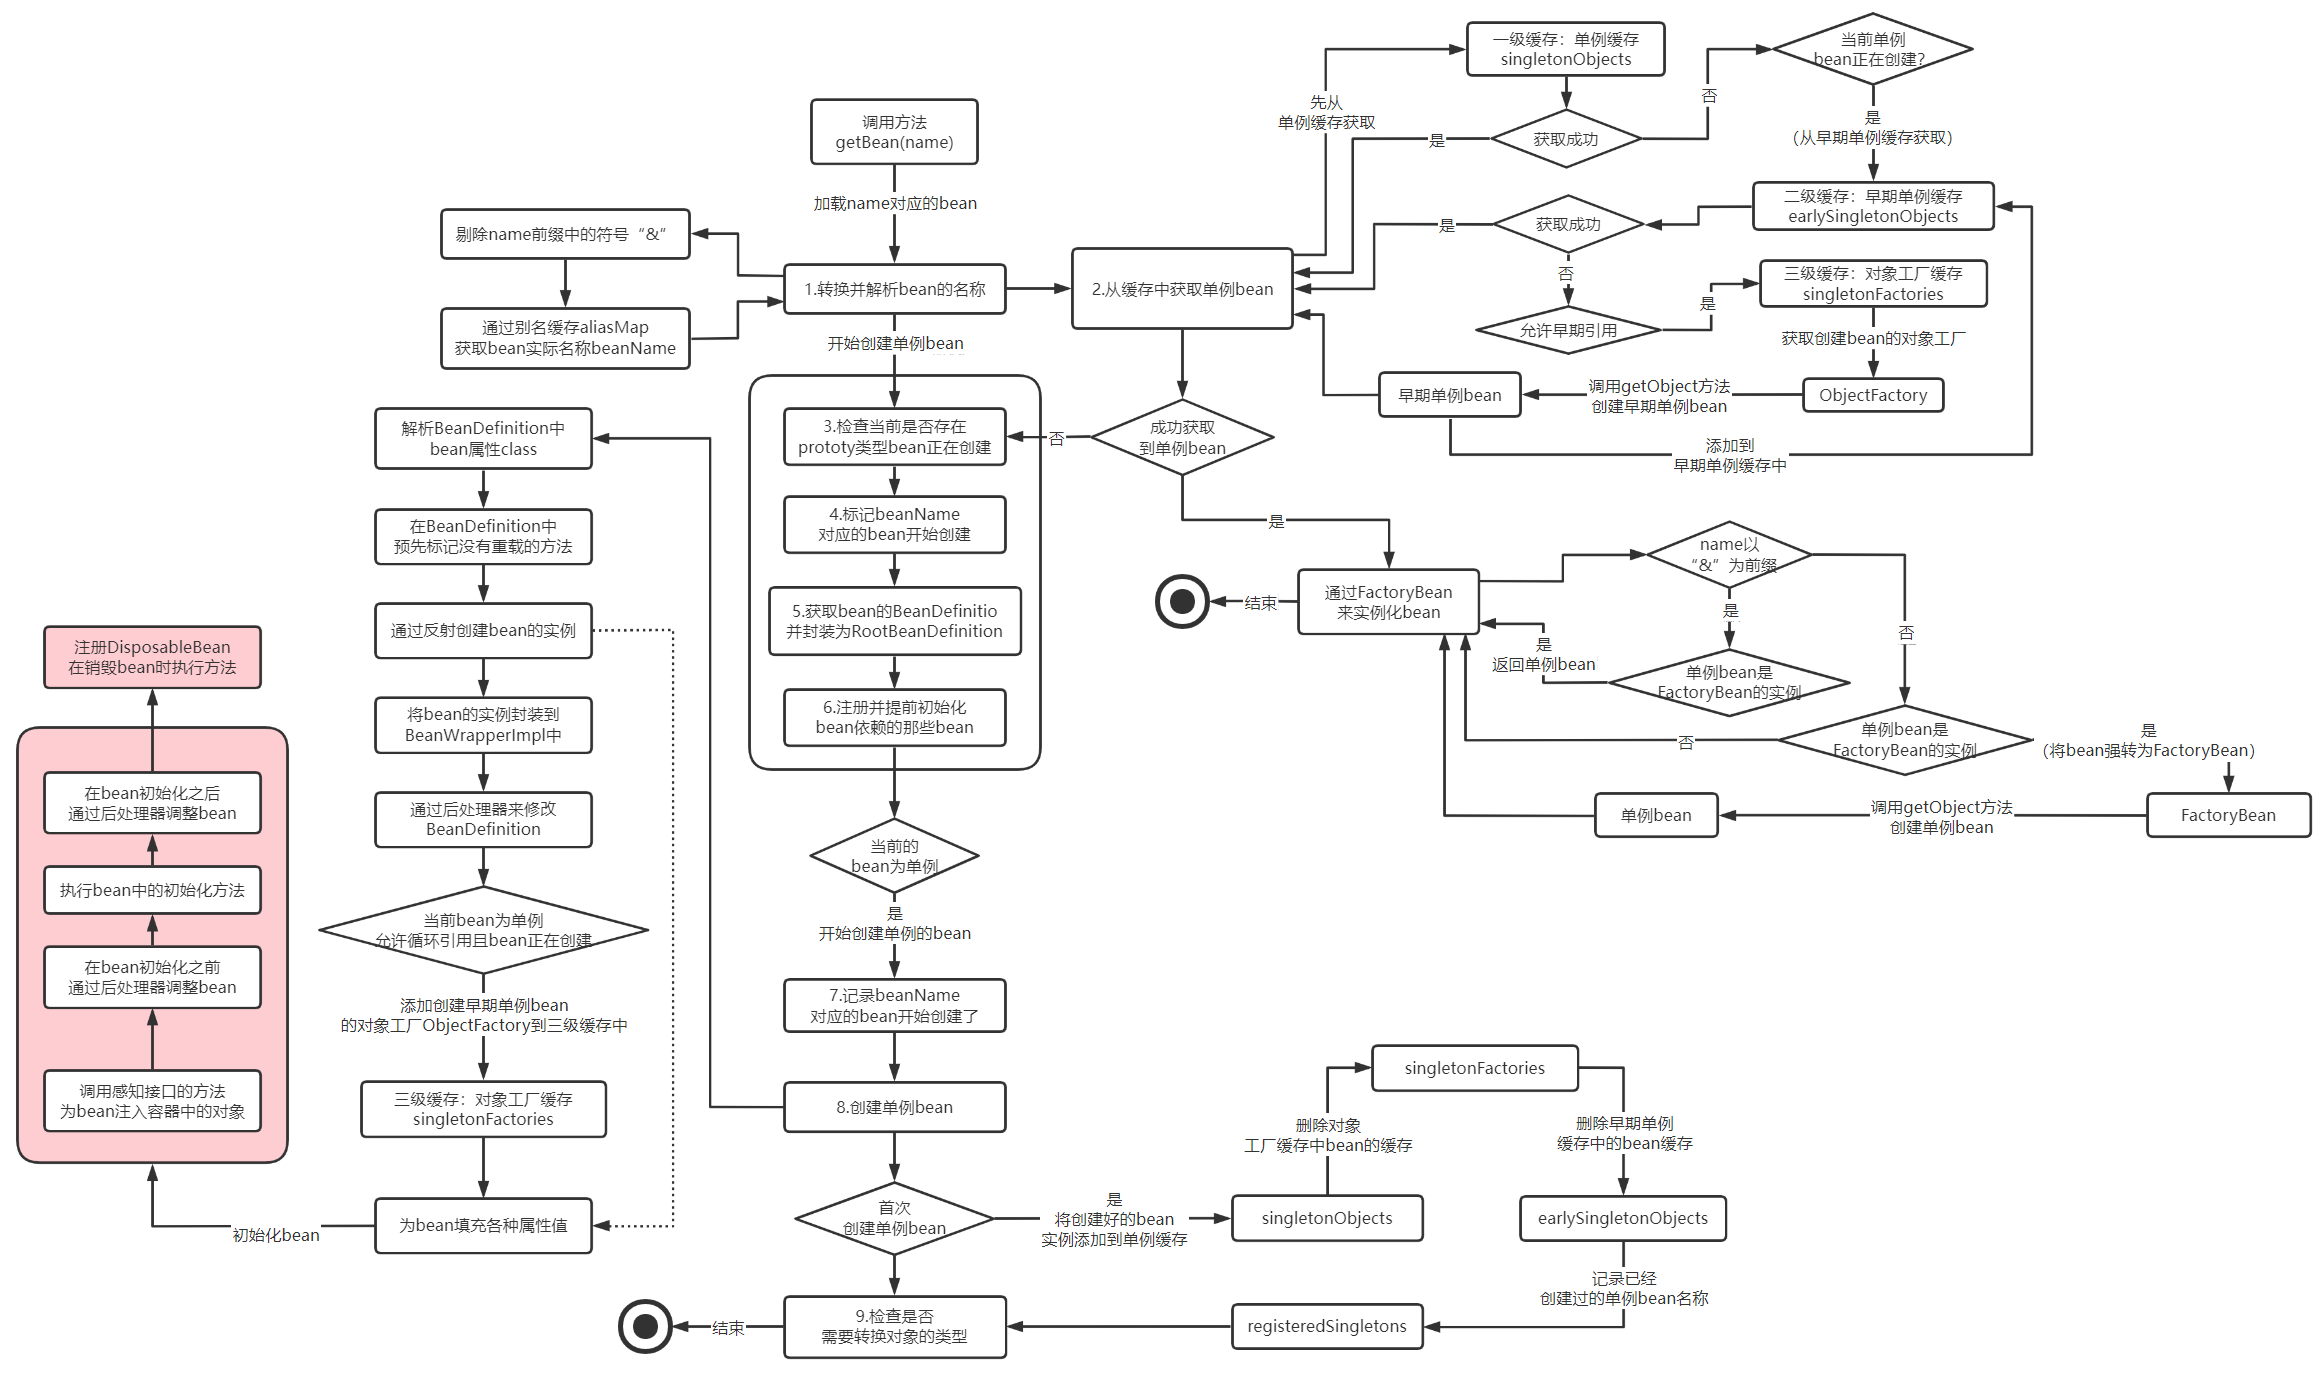 调用方法
getBean(name)
加载name对应的bean
剔除name前缀中的符号“&”
通过别名缓存aliasMap
获取bean实际名称beanName
1.转换并解析bean的名称
2.从缓存中获取单例bean
先从
单例缓存获取
一级缓存：单例缓存
singletonObjects
获取成功
是
否
当前单例
bean正在创建？
是
（从早期单例缓存获取）
二级缓存：早期单例缓存
earlySingletonObjects
获取成功
是
否
允许早期引用
是
三级缓存：对象工厂缓存
singletonFactories
获取创建bean的对象工厂
ObjectFactory
调用getObject方法
创建早期单例bean
早期单例bean
添加到
早期单例缓存中
成功获取
到单例bean
否
是
通过FactoryBean
来实例化bean
结束
name以
“&”为前缀
是
否
单例bean是
FactoryBean的实例
是
返回单例bean
单例bean是
FactoryBean的实例
否
是
（将bean强转为FactoryBean）
FactoryBean
调用getObject方法
创建单例bean
单例bean
开始创建单例bean
3.检查当前是否存在
prototy类型bean正在创建
4.标记beanName
对应的bean开始创建
5.获取bean的BeanDefinitio
并封装为RootBeanDefinition
6.注册并提前初始化
bean依赖的那些bean
当前的
bean为单例
是
开始创建单例的bean
7.记录beanName
对应的bean开始创建了
8.创建单例bean
首次
创建单例bean
是
将创建好的bean
实例添加到单例缓存
singletonObjects
删除对象
工厂缓存中bean的缓存
singletonFactories
删除早期单例
缓存中的bean缓存
earlySingletonObjects
记录已经
创建过的单例bean名称
registeredSingletons
9.检查是否
需要转换对象的类型
结束
解析BeanDefinition中
bean属性class
在BeanDefinition中
预先标记没有重载的方法
通过反射创建bean的实例
将bean的实例封装到
BeanWrapperImpl中
通过后处理器来修改
BeanDefinition
当前bean为单例
允许循环引用且bean正在创建
添加创建早期单例bean
的对象工厂ObjectFactory到三级缓存中
三级缓存：对象工厂缓存
singletonFactories
为bean填充各种属性值
初始化bean
调用感知接口的方法
为bean注入容器中的对象
在bean初始化之前
通过后处理器调整bean
执行bean中的初始化方法
在bean初始化之后
通过后处理器调整bean
注册DisposableBean
在销毁bean时执行方法